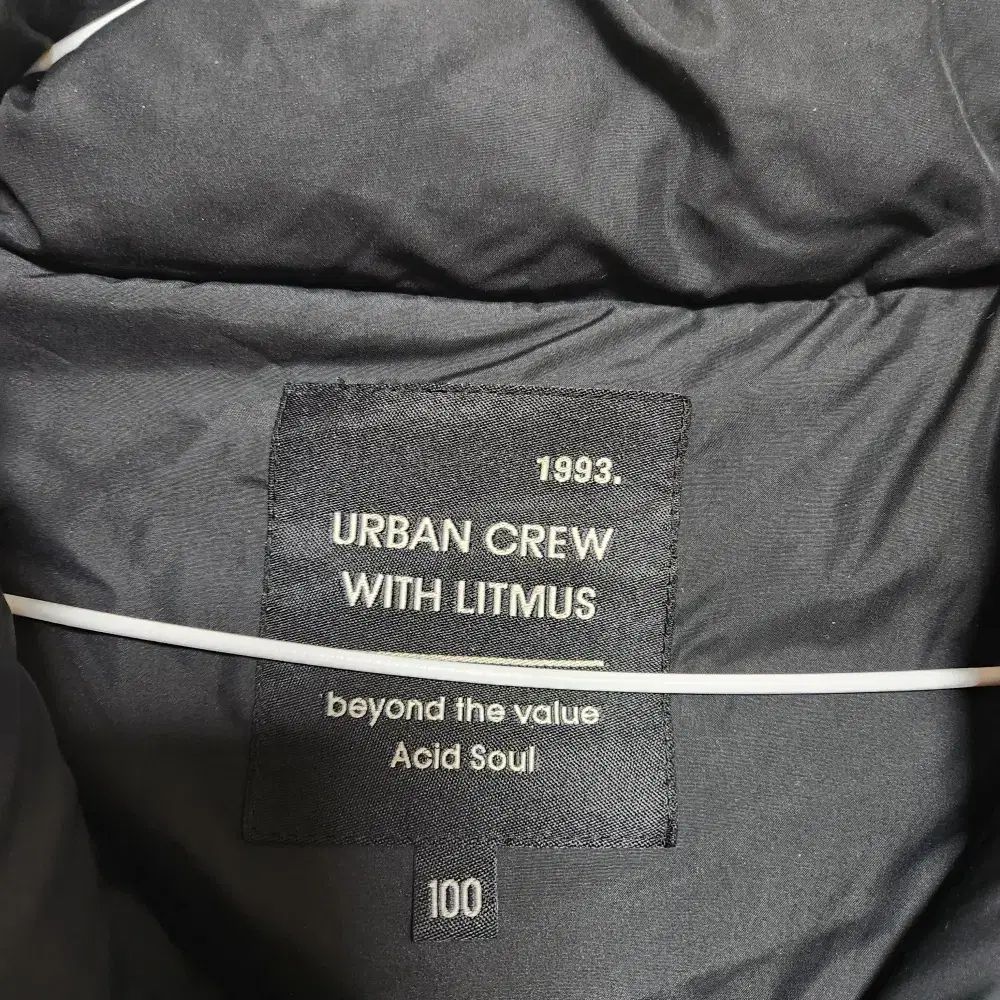 1993.
URBAN CREW
WITH LITMUS
beyond the value
Acid Soul
100